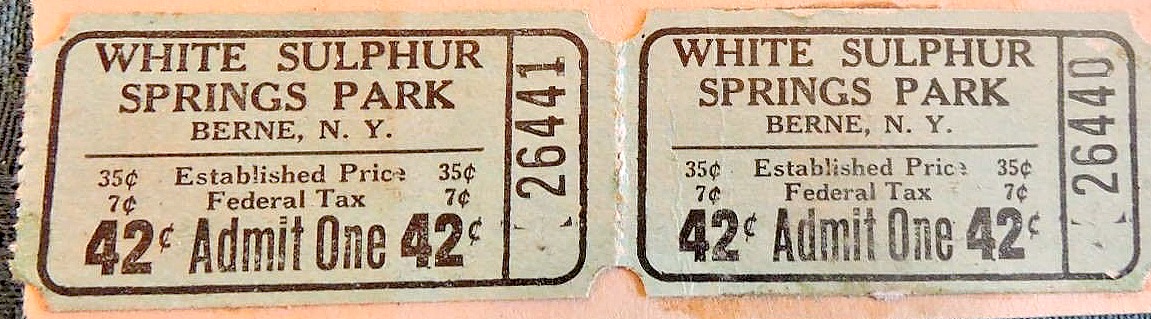 WHITE SULPHUR
SPRINGS PARK
BERNE, N. Y.
35¢ Established Price 35¢
7¢ Federal Tax 7¢
42¢ Admit One 42¢
26441
WHITE SULPHUR
SPRINGS PARK
BERNE, N. Y.
35¢ Established Price 35¢
7¢ Federal Tax 7¢
42¢ Admit One 42¢
26440